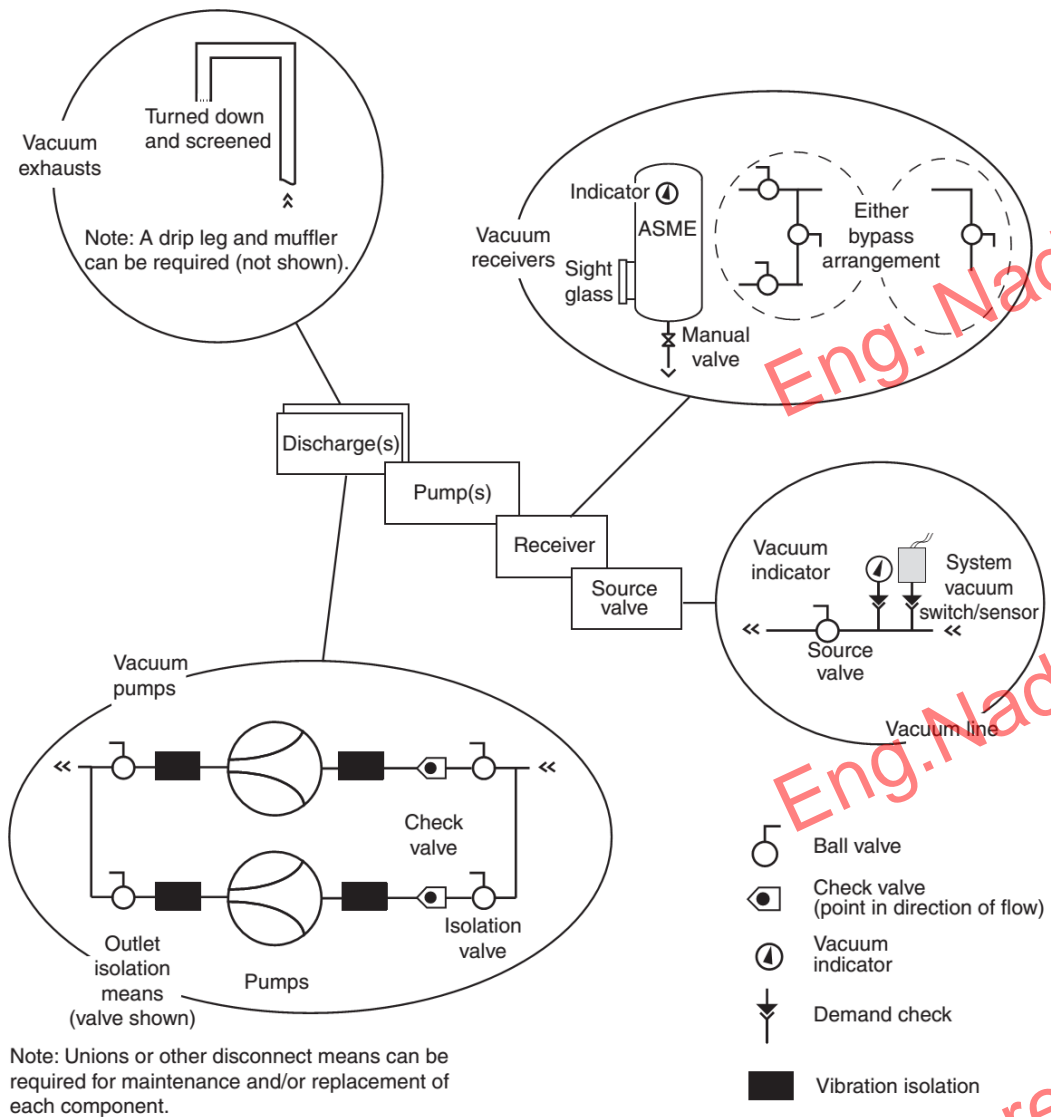 Turned down
and screened
Vacuum
exhausts
Note: A drip leg and muffler
can be required (not shown).
Indicator
ASME
Vacuum
receivers
Sight
glass
Manual
valve
Either
bypass
arrangement
Eng. Nad
Discharge(s)
Pump(s)
Receiver
Source
valve
Vacuum
indicator
System
vacuum
switch/sensor
Source
valve
Vacuum line
Eng.Nad
Vacuum
pumps
Check
valve
Isolation
valve
Outlet
isolation
means
(valve shown)
Pumps
Note: Unions or other disconnect means can be
required for maintenance and/or replacement of
each component.
Ball valve
Check valve
(point in direction of flow)
Vacuum
indicator
Demand check
Vibration isolation